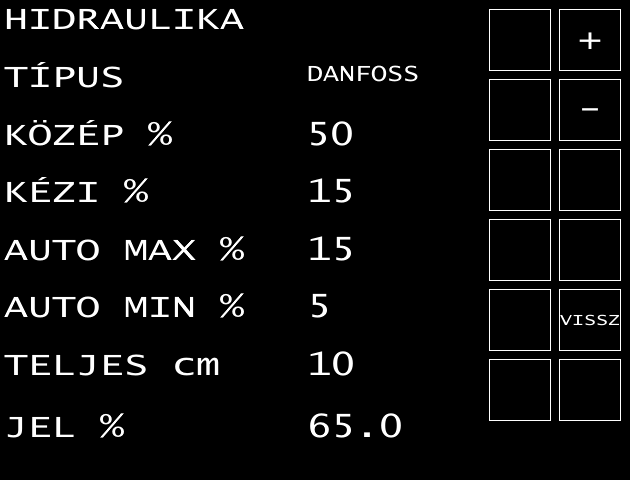 HIDRAULIKA
TÍPUS DANFOSS
KÖZÉP % 50
KÉZI % 15
AUTO MAX % 15
AUTO MIN % 5
TELJES cm 10
JEL % 65.0
+
-
VISSZ